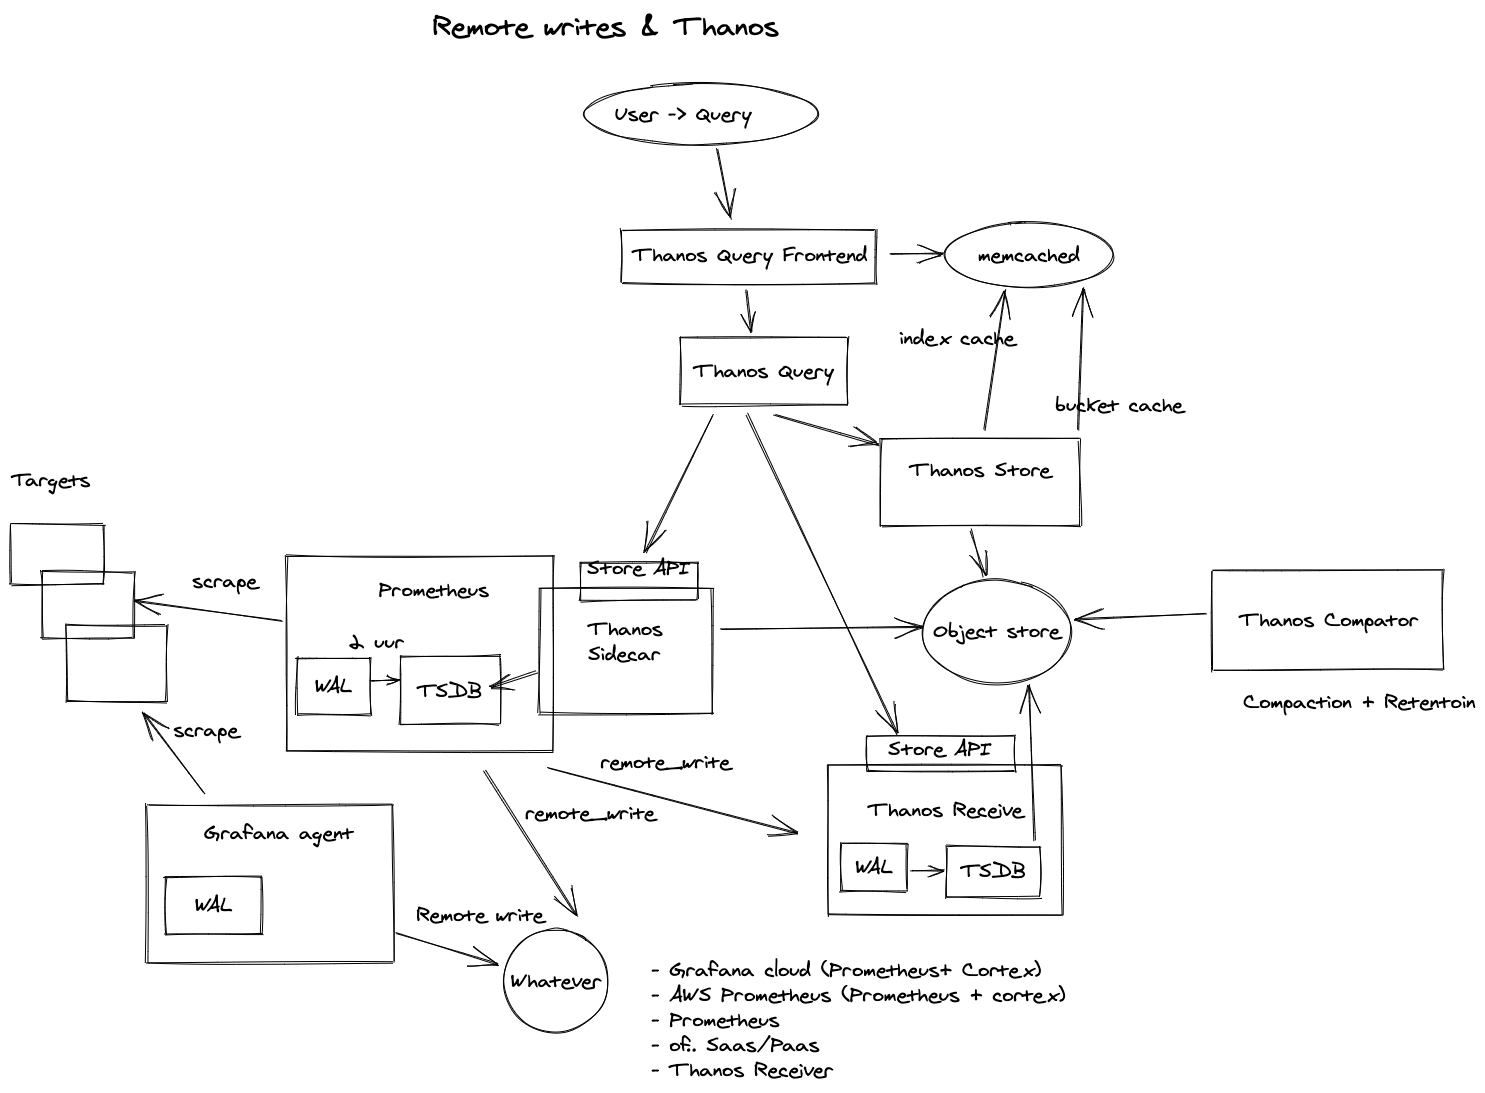 Remote writes & Thanos
User -> Query
Thanos Query Frontend
memcached
index cache
Thanos Query
bucket cache
Thanos Store
Targets
Store API
scrape
Prometheus
Thanos
Sidecar
Object store
Thanos Compator
2 uur
WAL
TSDB
Compaction + Retentoin
scrape
Store API
remote_write
remote_write
Thanos Receive
Grafana agent
WAL
TSDB
WAL
Remote write
Whatever
- Grafana cloud (Prometheus+ Cortex)
- AWS Prometheus (Prometheus + cortex)
- Prometheus
- of.. Saas/Paas
- Thanos Receiver